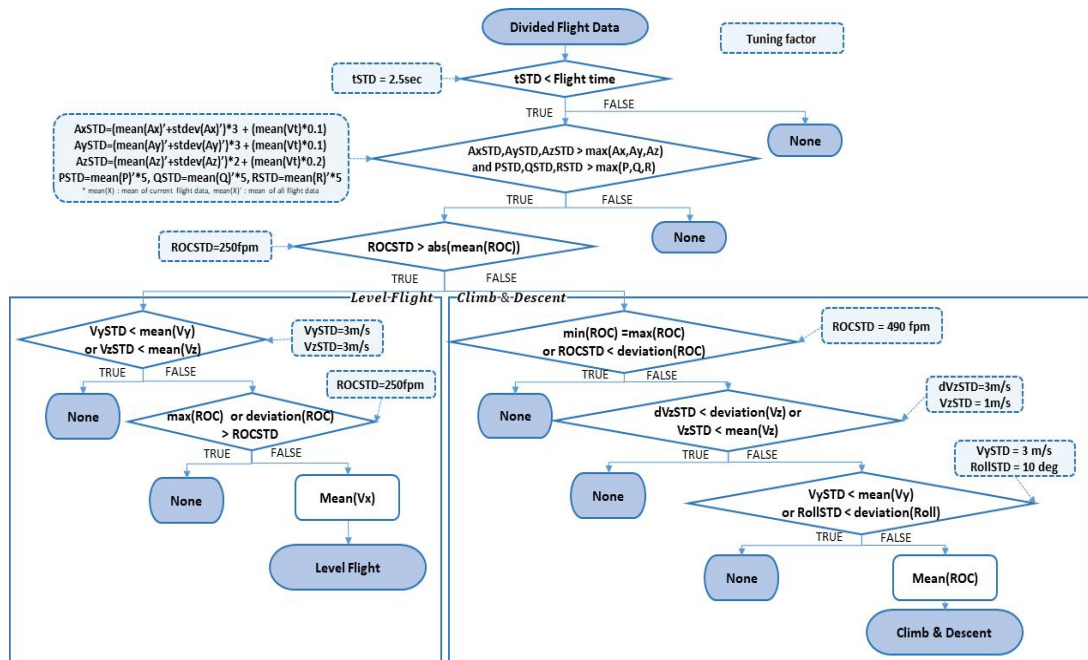 Divided Flight Data
Tuning factor
tSTD = 2.5sec
tSTD < Flight time
TRUE
FALSE
None
AxSTD=(mean(Ax)'+stdev(Ax)')*3 + (mean(Vt)*0.1)
AySTD=(mean(Ay)'+stdev(Ay)')*3 + (mean(Vt)*0.1)
AzSTD=(mean(Az)'+stdev(Az)')*2 + (mean(Vt)*0.2)
PSTD=mean(P)'*5, QSTD=mean(Q)'*5, RSTD=mean(R)'*5
* mean(X) : mean of current flight data, mean(X)' : mean of all flight data
AxSTD,AySTD,AzSTD > max(Ax,Ay,Az)
and PSTD,QSTD,RSTD > max(P,Q,R)
TRUE
FALSE
None
ROCSTD=250fpm
ROCSTD > abs(mean(ROC))
TRUE
FALSE
Level Flight
Climb & Descent
VySTD < mean(Vy)
or VzSTD < mean(Vz)
VySTD=3m/s
VzSTD=3m/s
TRUE
FALSE
None
ROCSTD=250fpm
max(ROC) or deviation(ROC)
> ROCSTD
TRUE
FALSE
None
Mean(Vx)
Level Flight
min(ROC) =max(ROC)
or ROCSTD < deviation(ROC)
ROCSTD = 490 fpm
TRUE
FALSE
None
dVzSTD < deviation(Vz) or
VzSTD < mean(Vz)
dVzSTD=3m/s
VzSTD = 1m/s
TRUE
FALSE
None
VySTD = 3 m/s
RollSTD = 10 deg
VySTD < mean(Vy)
or RollSTD < deviation(Roll)
TRUE
FALSE
None
Mean(ROC)
Climb & Descent